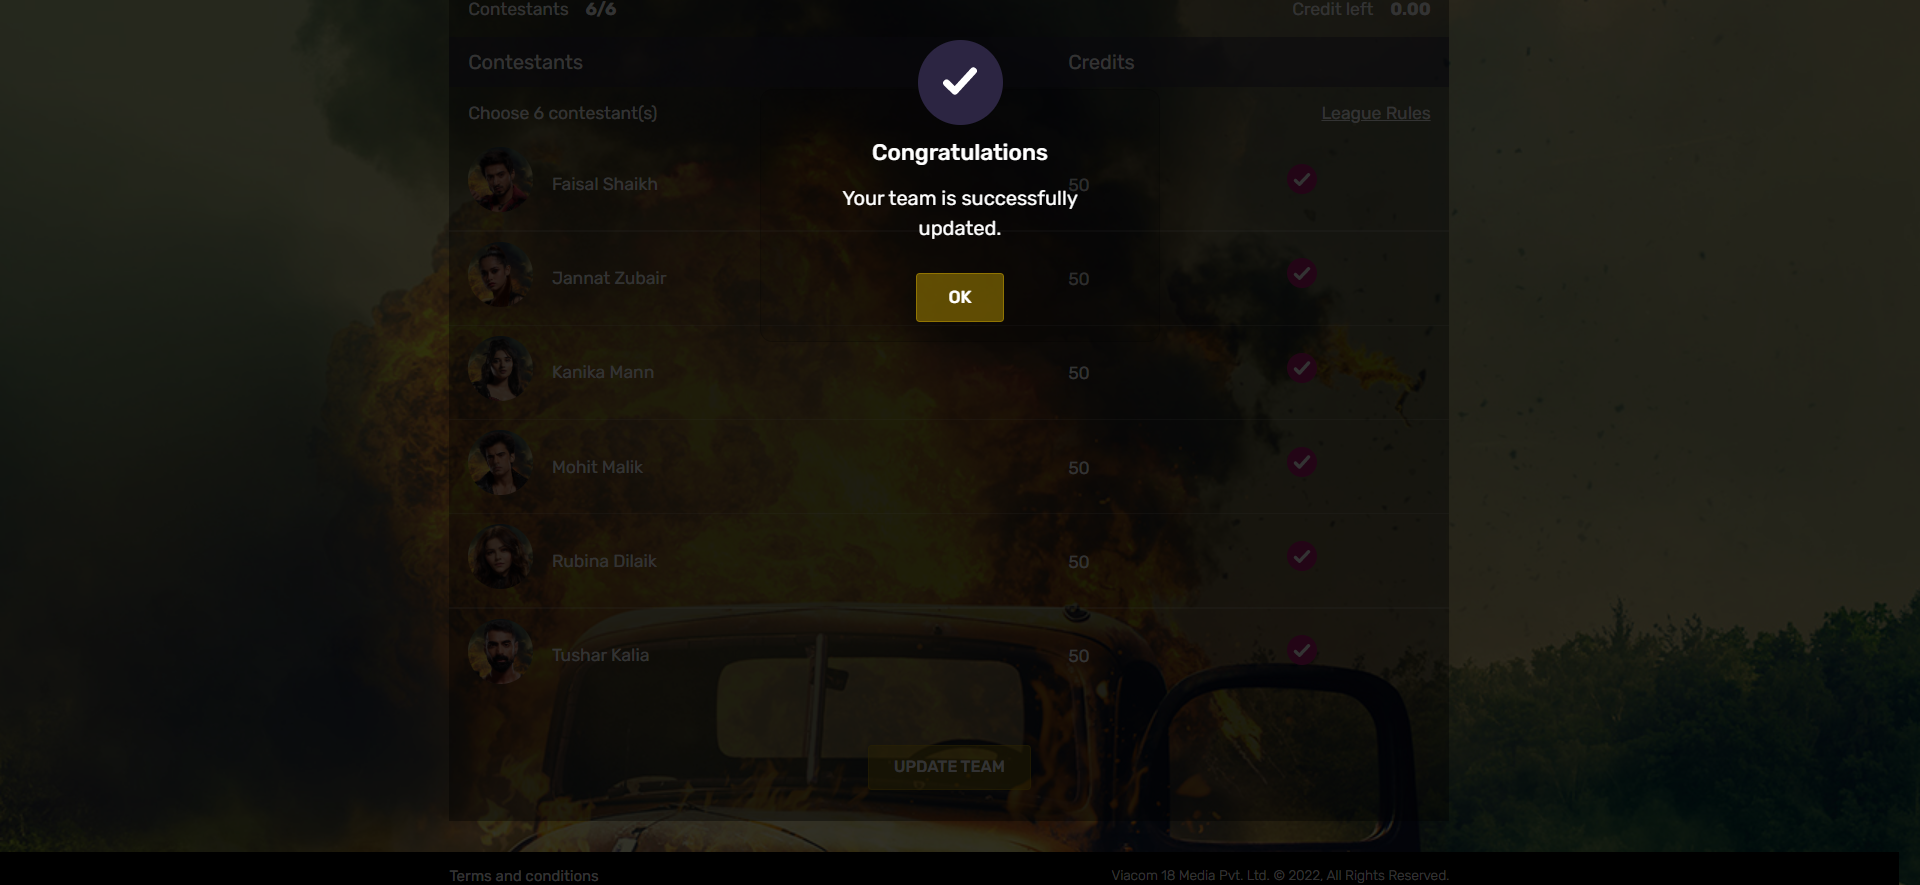 Contestants 6/6 Credit left 0.00
Contestants Credits
Choose 6 contestant(s) League Rules
Congratulations
Your team is successfully
updated.
OK
Faisal Shaikh 50
Jannat Zubair 50
Kanika Mann 50
Mohit Malik 50
Rubina Dilaik 50
Tushar Kalia 50
UPDATE TEAM
Terms and conditions Viacom 18 Media Pvt. Ltd. © 2022, All Rights Reserved.